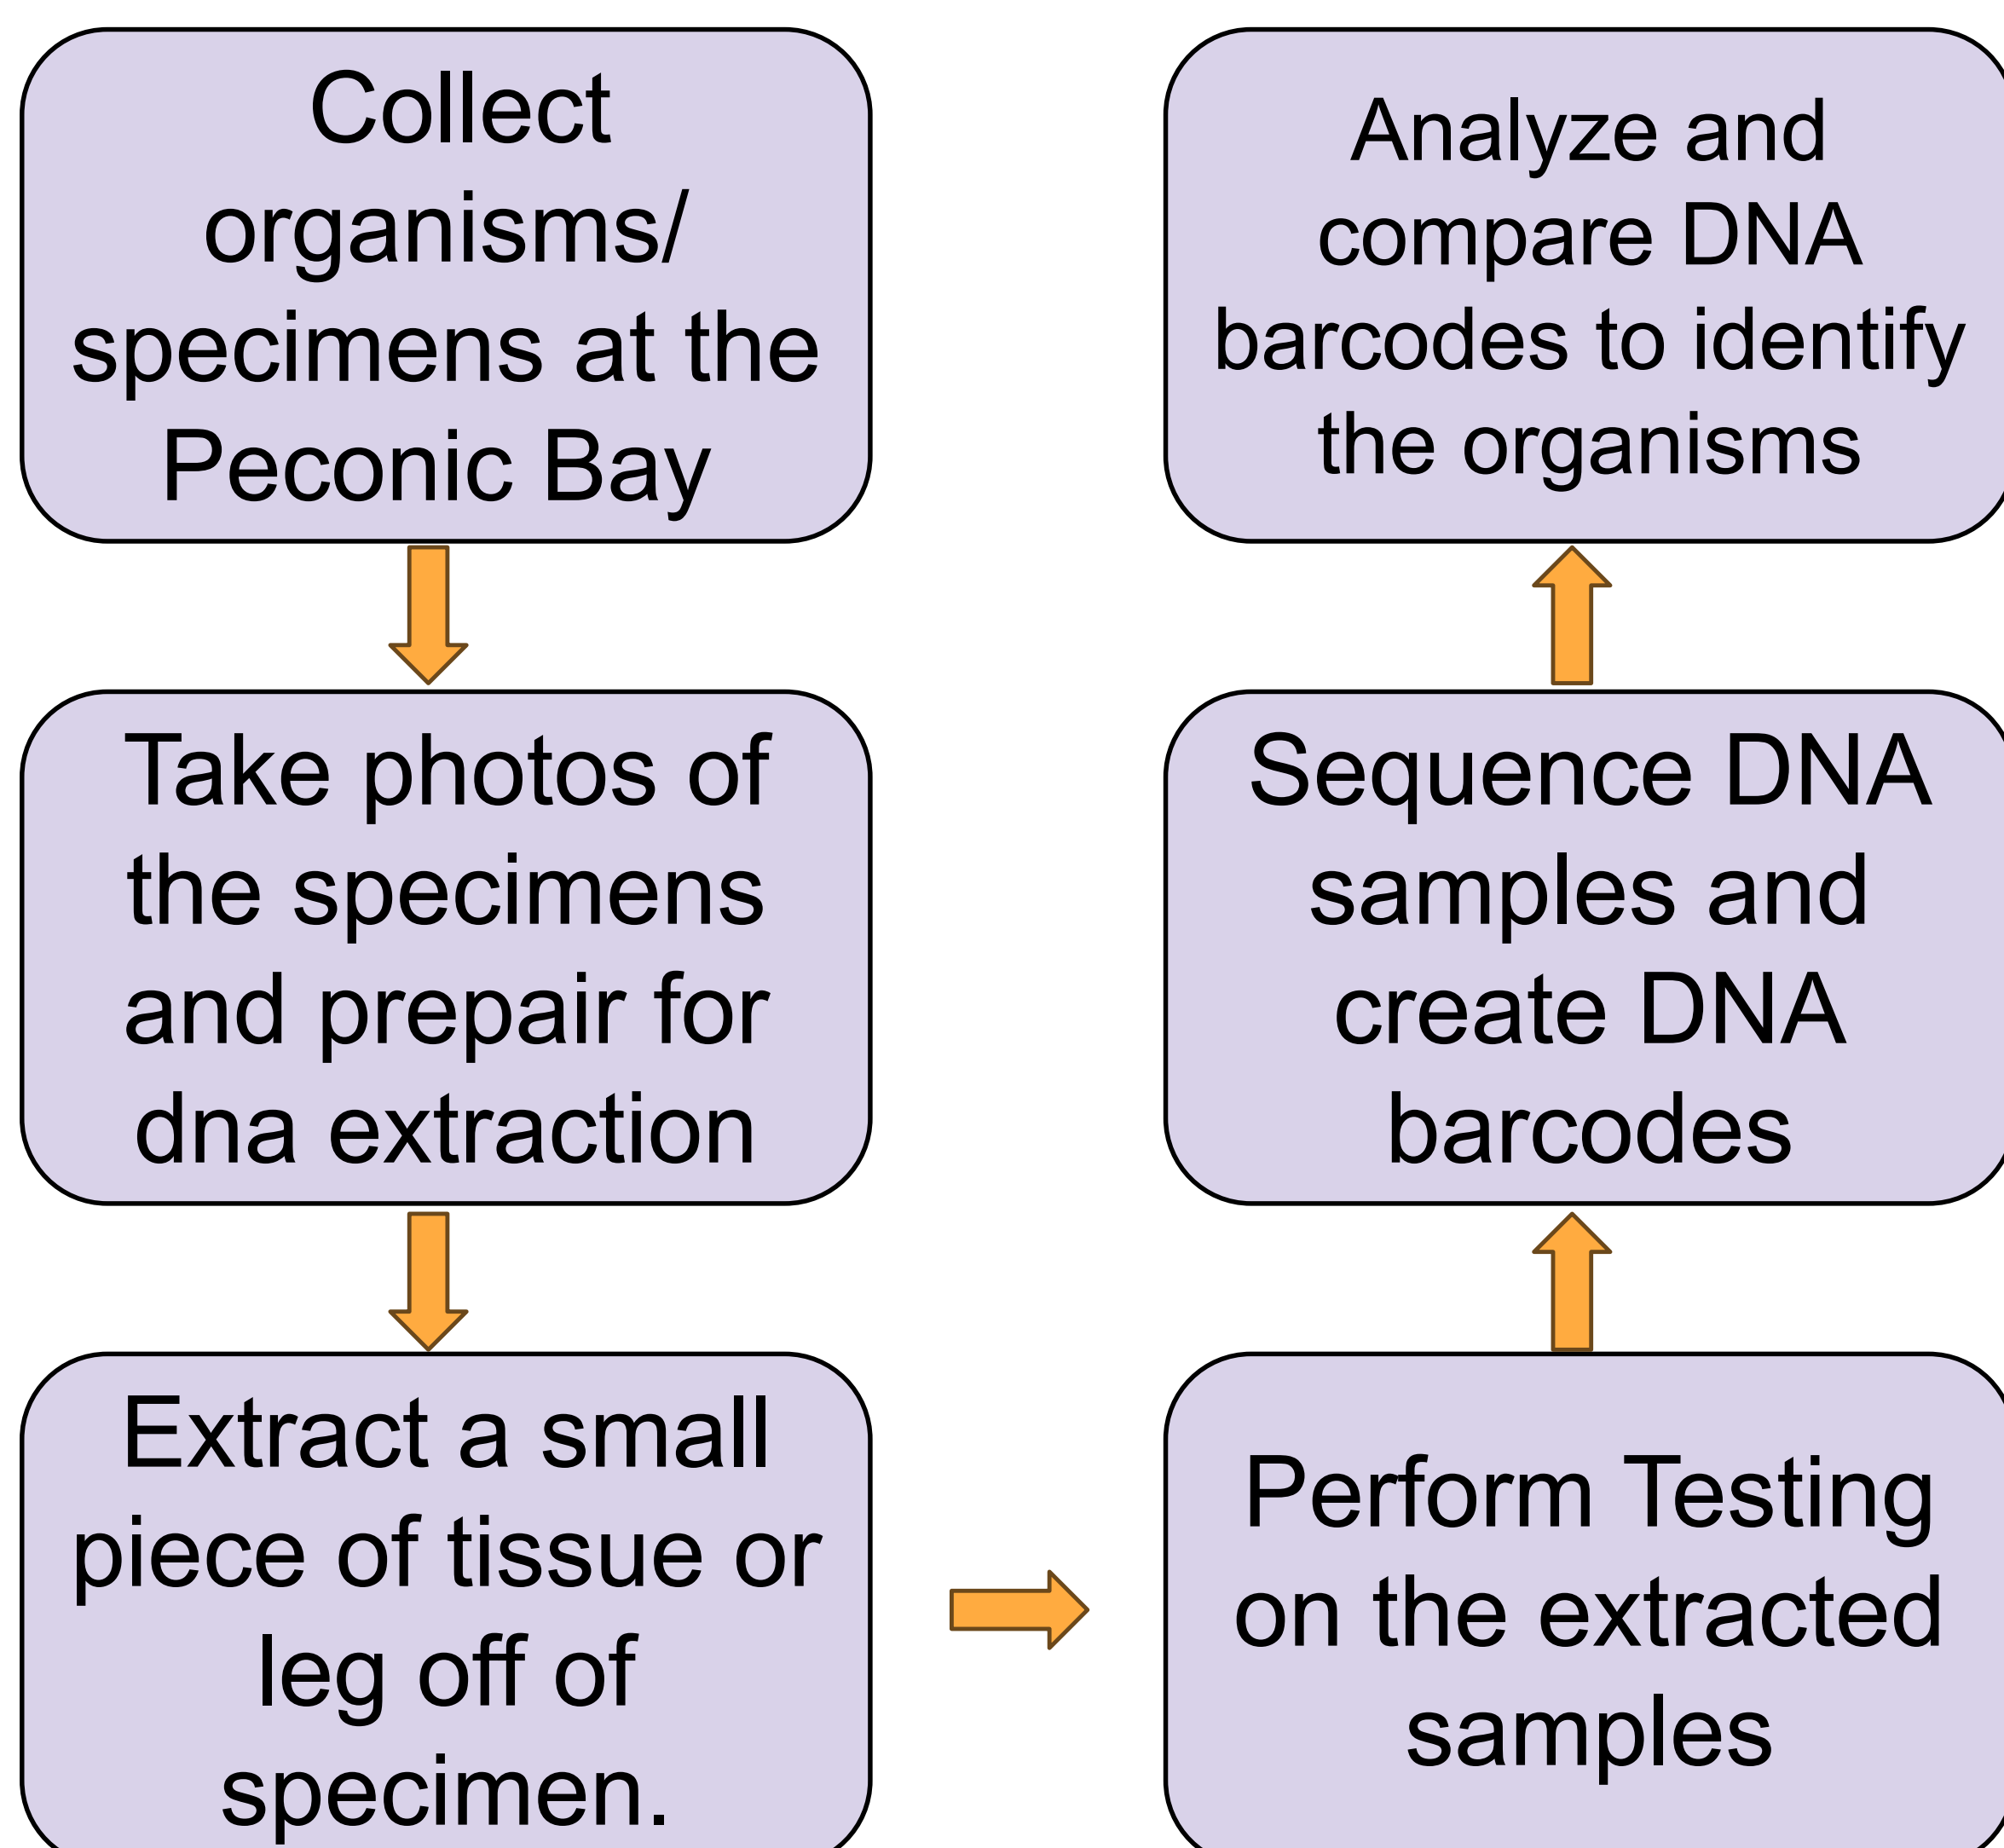 Collect
organisms/
specimens at the
Peconic Bay
Take photos of
the specimens
and prepair for
dna extraction
Extract a small
piece of tissue or
leg off of
specimen.
Perform Testing
on the extracted
samples
Sequence DNA
samples and
create DNA
barcodes
Analyze and
compare DNA
barcodes to identify
the organisms